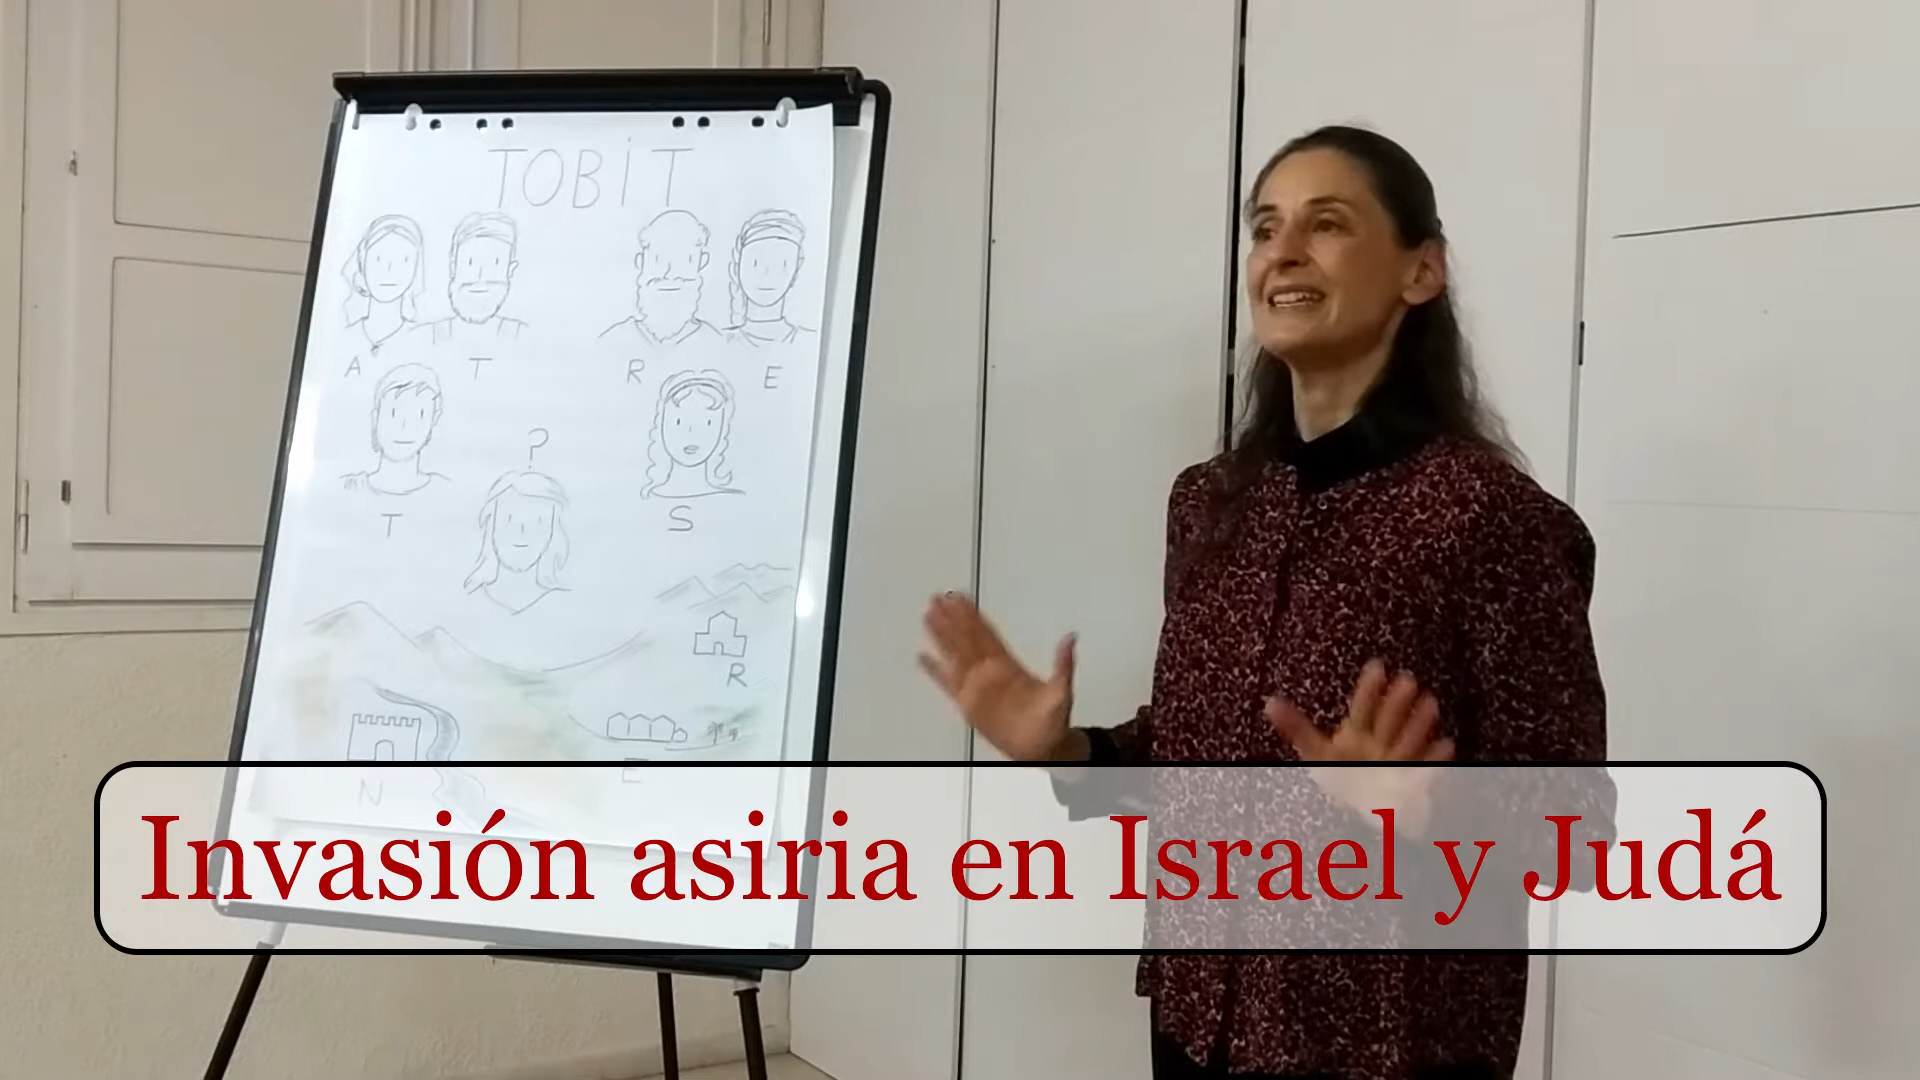 TOBIT
A T R E
?
T S
R
E
N
Invasión asiria en Israel y Judá